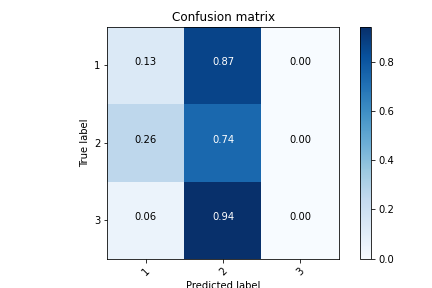 Confusion matrix
True label
1 0.13 0.87 0.00
2 0.26 0.74 0.00
3 0.06 0.94 0.00
1 2 3
Predicted label
0.8
0.6
0.4
0.2
0.0